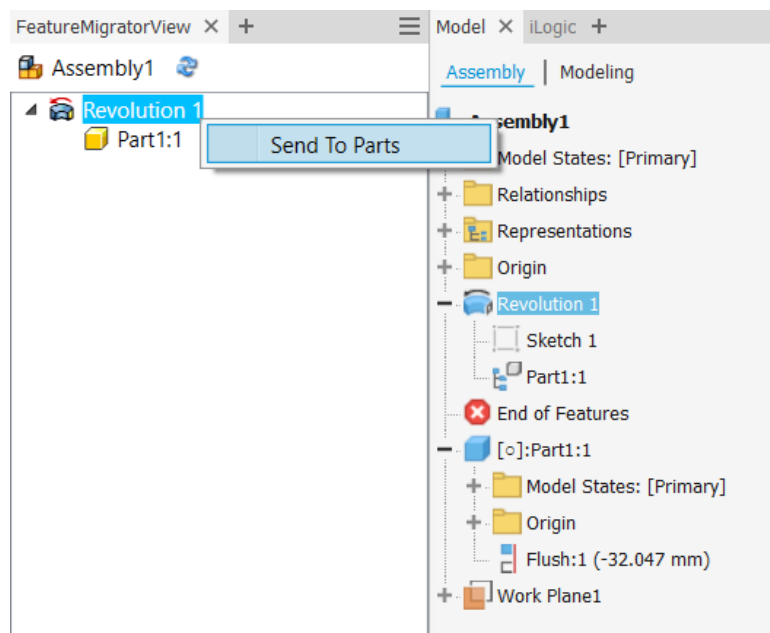 FeatureMigratorView
Assembly1
Revolution 1
Part1:1
Send To Parts
Model iLogic
Assembly | Modeling
Model States: [Primary]
Relationships
Representations
Origin
Revolution 1
Sketch 1
Part1:1
End of Features
[○]:Part1:1
Model States: [Primary]
Origin
Flush:1 (-32.047 mm)
Work Plane1